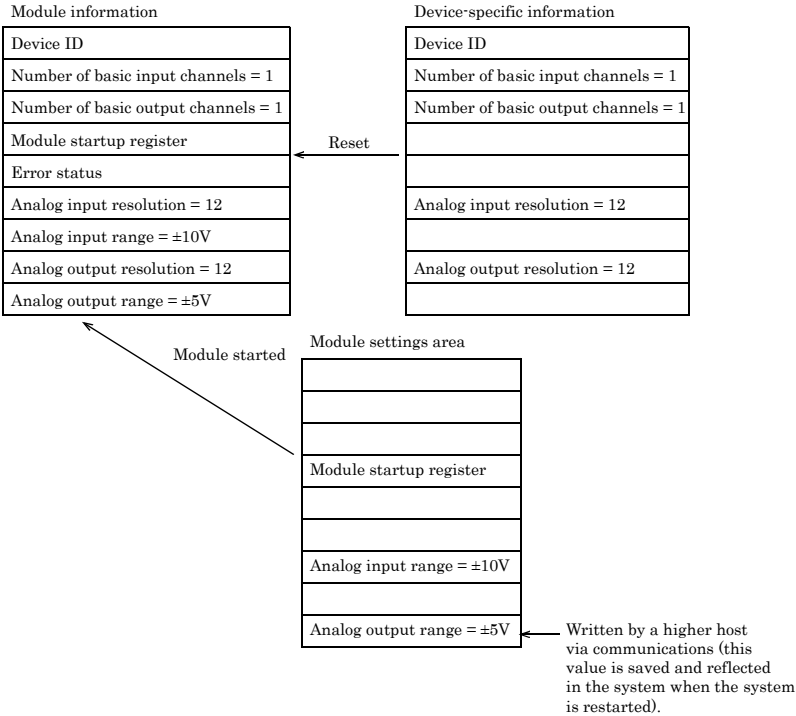 Module information
Device ID
Number of basic input channels = 1
Number of basic output channels = 1
Module startup register
Error status
Analog input resolution = 12
Analog input range = ±10V
Analog output resolution = 12
Analog output range = ±5V
Reset
Device-specific information
Device ID
Number of basic input channels = 1
Number of basic output channels = 1
Analog input resolution = 12
Analog output resolution = 12
Module started
Module settings area
Module startup register
Analog input range = ±10V
Analog output range = ±5V
Written by a higher host
via communications (this
value is saved and reflected
in the system when the system
is restarted).